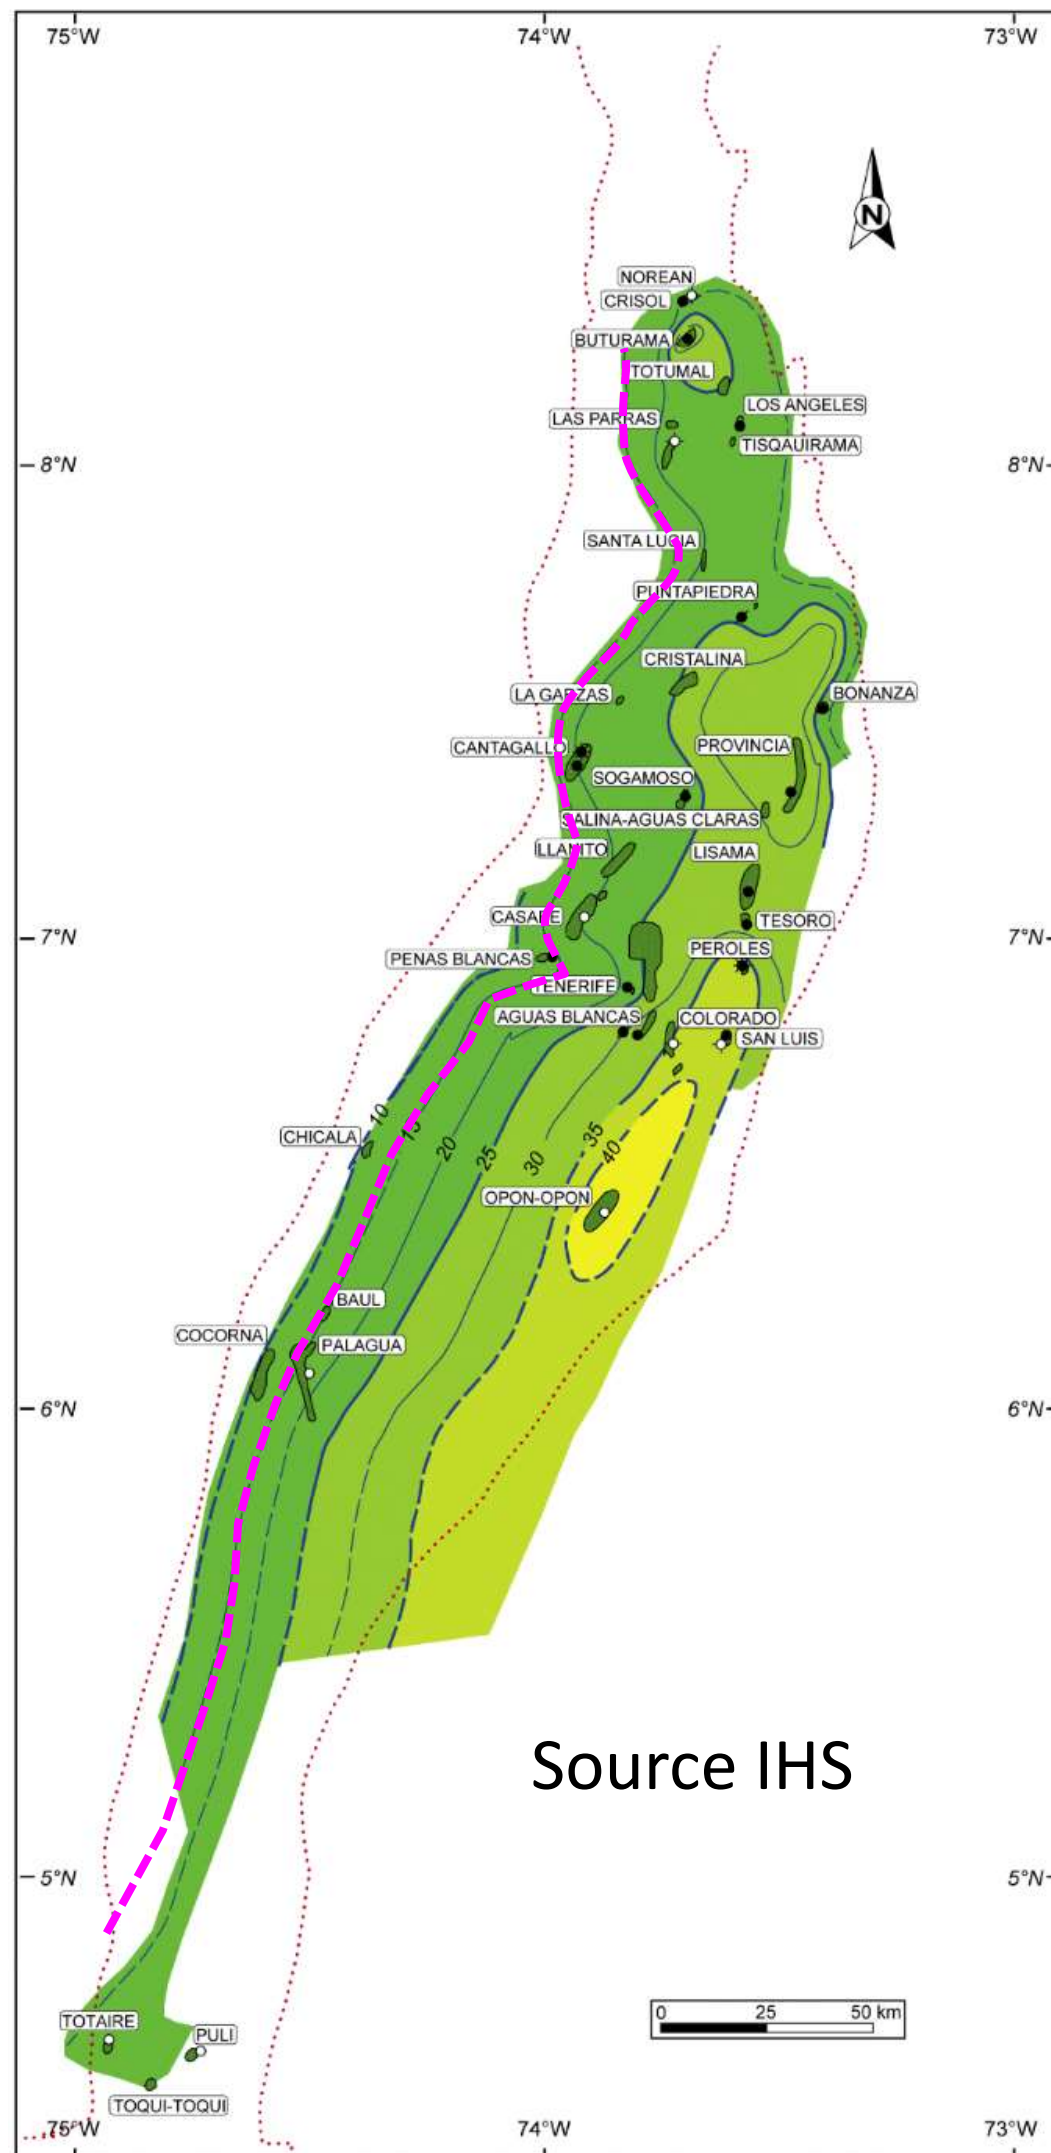 75°W 74°W 73°W
N
NOREAN
CRISOL
BUTURAMA
TOTUMAL
LOS ANGELES
LAS PARRAS
TISQAUIRAMA
8°N 8°N
SANTA LUCIA
PUNTAPIEDRA
CRISTALINA
LA GARZAS
BONANZA
CANTAGALLO
PROVINCIA
SOGAMOSO
SALINA-AGUAS CLARAS
LLANITO
LISAMA
CASABE
TESORO
7°N 7°N
PEROLES
PENAS BLANCAS
TENERIFE
AGUAS BLANCAS
COLORADO
SAN LUIS
CHICALA
10 15 20 25 30 35 40
OPON-OPON
BAUL
COCORNA
PALAGUA
6°N 6°N
Source IHS
5°N 5°N
0 25 50 km
TOTAIRE
PULI
TOQUI-TOQUI
75°W 74°W 73°W